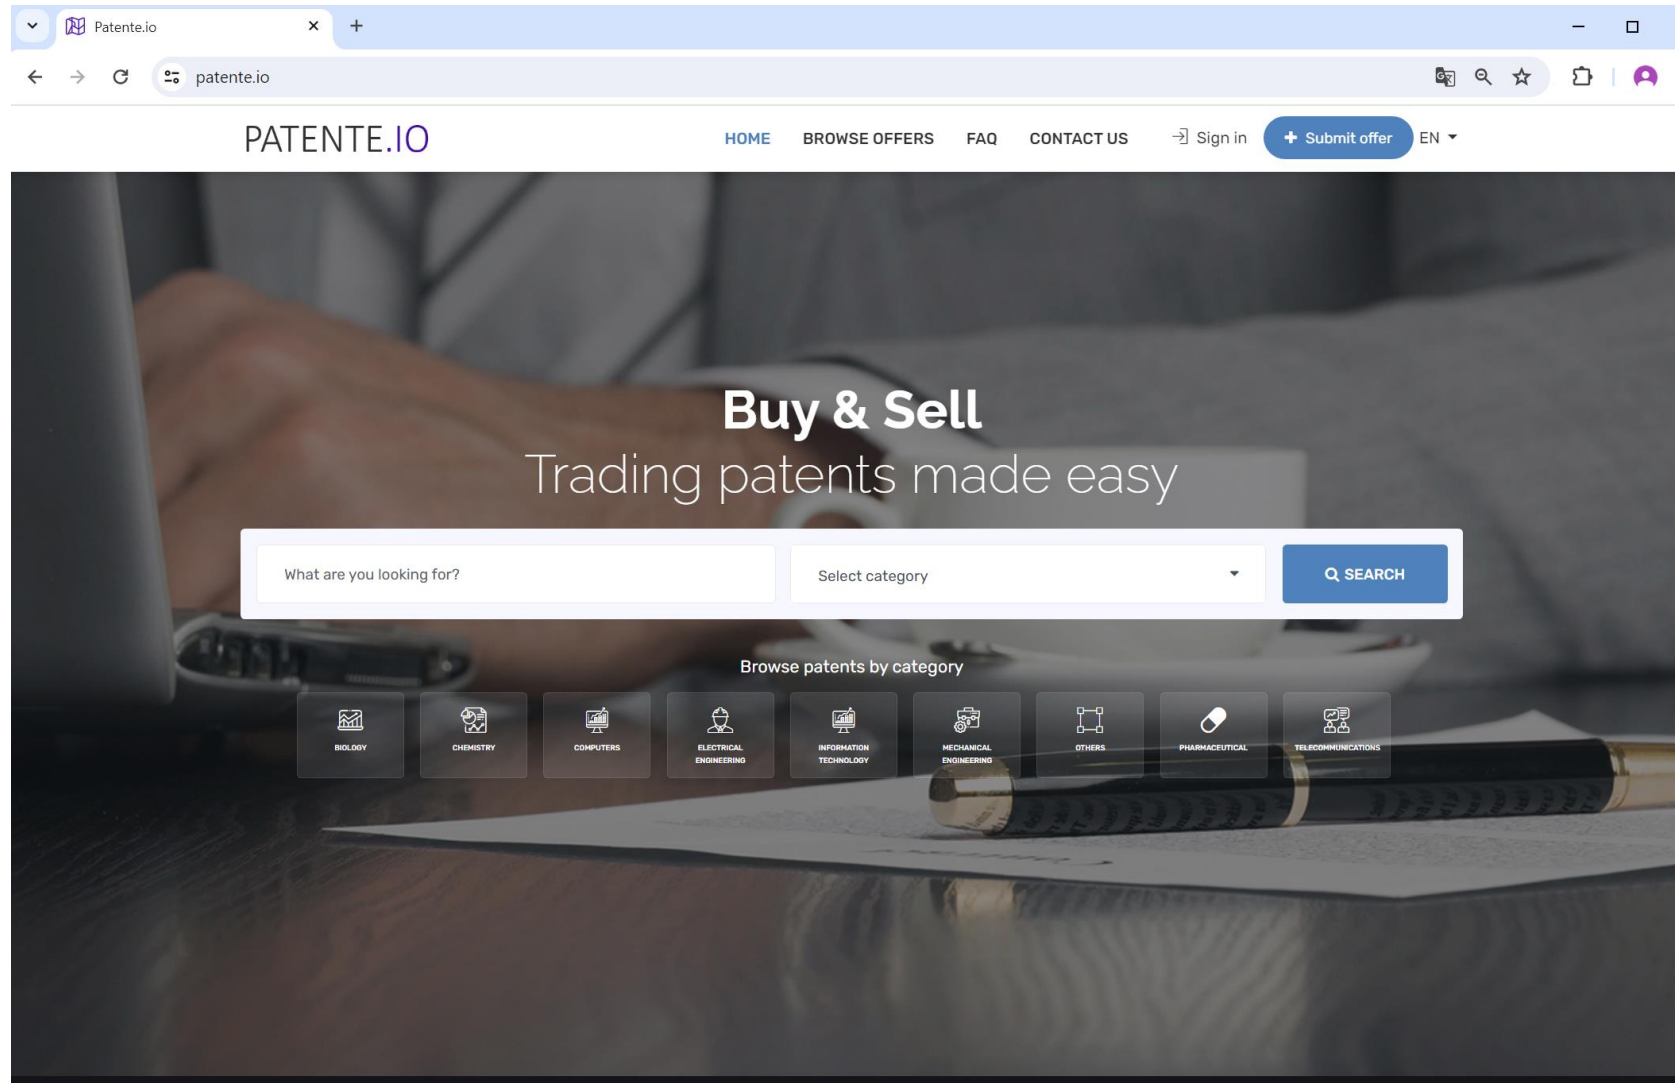 Patente.io
patente.io
PATENTE.IO
HOME
BROWSE OFFERS
FAQ
CONTACT US
Sign in
+ Submit offer
EN
Buy & Sell
Trading patents made easy
What are you looking for?
Select category
SEARCH
Browse patents by category
BIOLOGY
CHEMISTRY
COMPUTERS
ELECTRICAL
ENGINEERING
INFORMATION
TECHNOLOGY
MECHANICAL
ENGINEERING
OTHERS
PHARMACEUTICAL
TELECOMMUNICATIONS